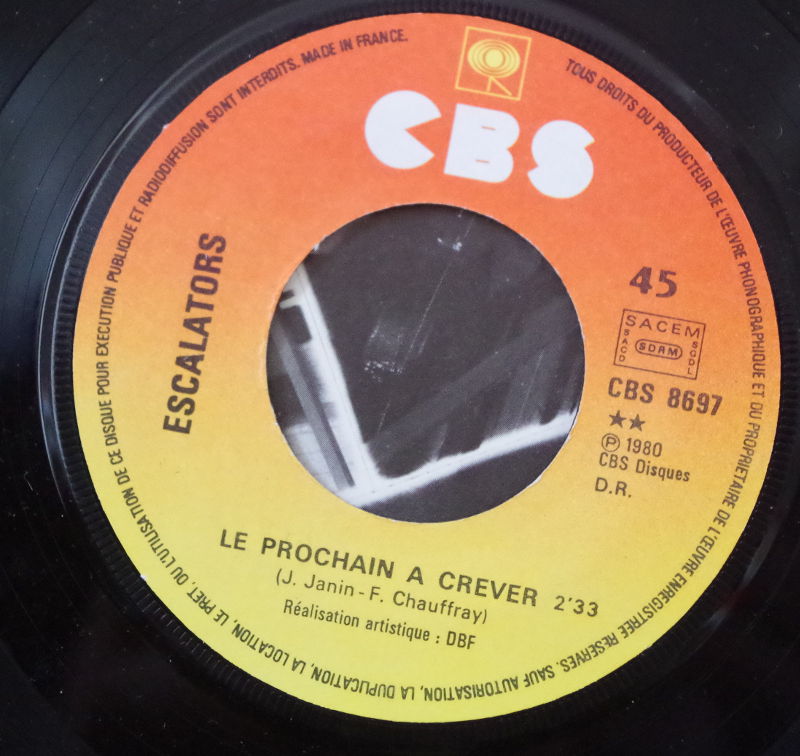 TOUS DROITS DU PRODUCTEUR DE L'ŒUVRE PHONOGRAPHIQUE ET DU PROPRIETAIRE DE L'ŒUVRE ENREGISTREE RESERVES. SAUF AUTORISATION, LA DUPLICATION, LA LOCATION, LE PRET, OU L'UTILISATION DE CE DISQUE POUR EXECUTION PUBLIQUE ET RADIODIFFUSION SONT INTERDITS. MADE IN FRANCE.
CBS
ESCALATORS
45
SACEM
SACD
SDRM
SGDL
CBS 8697
★★
Ⓟ 1980
CBS Disques
D.R.
LE PROCHAIN A CREVER 2'33
(J. Janin - F. Chauffray)
Réalisation artistique : DBF